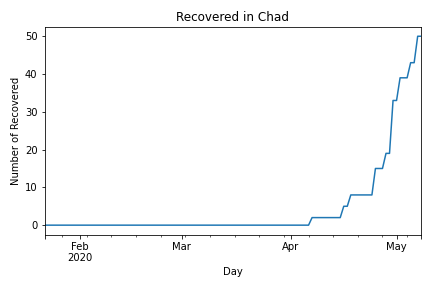 Recovered in Chad
Number of Recovered
50
40
30
20
10
0
Feb
2020
Mar
Apr
May
Day